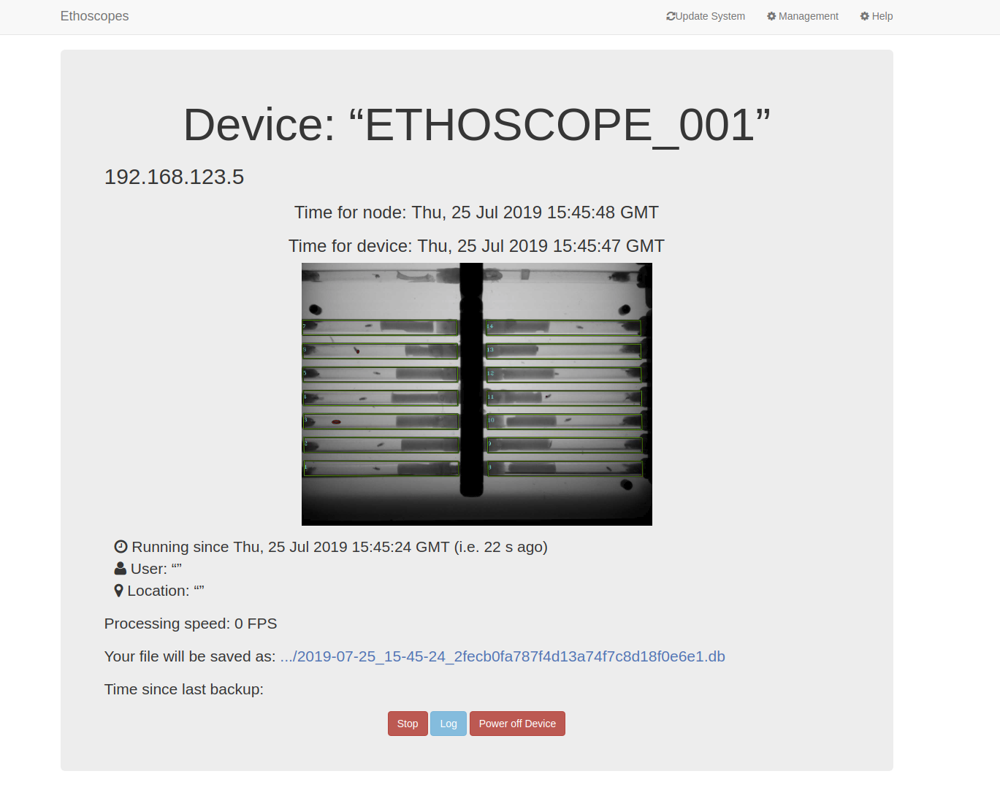 Ethoscopes
Update System Management Help
Device: “ETHOSCOPE_001”
192.168.123.5
Time for node: Thu, 25 Jul 2019 15:45:48 GMT
Time for device: Thu, 25 Jul 2019 15:45:47 GMT
7 14
13
5 12
11
3 10
2 9
1 8
Running since Thu, 25 Jul 2019 15:45:24 GMT (i.e. 22 s ago)
User: “”
Location: “”
Processing speed: 0 FPS
Your file will be saved as: .../2019-07-25_15-45-24_2fecb0fa787f4d13a74f7c8d18f0e6e1.db
Time since last backup:
Stop Log Power off Device